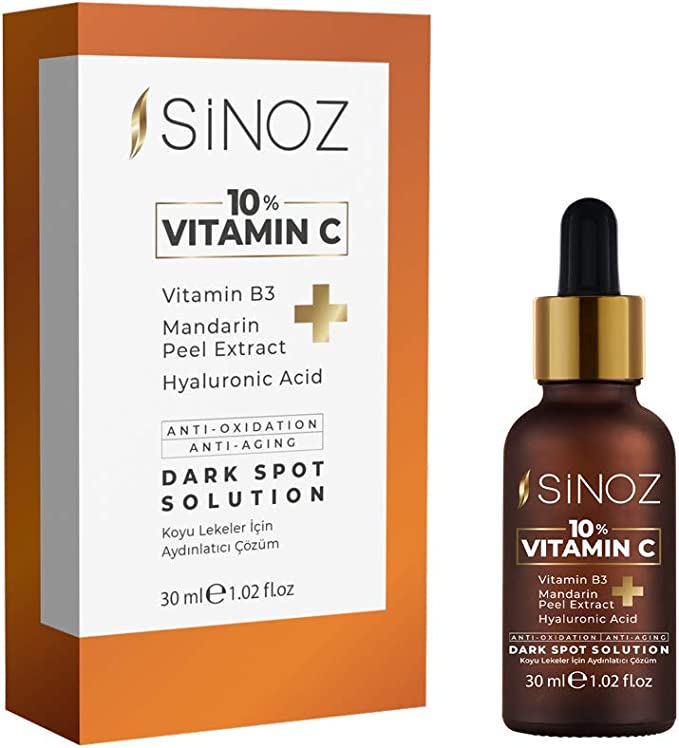 SiNOZ
10%
VITAMIN C
Vitamin B3
Mandarin
Peel Extract
+
Hyaluronic Acid
ANTI-OXIDATION
ANTI-AGING
DARK SPOT
SOLUTION
Koyu Lekeler İçin
Aydınlatıcı Çözüm
30 ml ℮ 1.02 fl.oz
SiNOZ
10%
VITAMIN C
Vitamin B3
Mandarin
Peel Extract
+
Hyaluronic Acid
ANTI-OXIDATION | ANTI-AGING
DARK SPOT SOLUTION
Koyu Lekeler İçin Aydınlatıcı Çözüm
30 ml ℮ 1.02 fl.oz